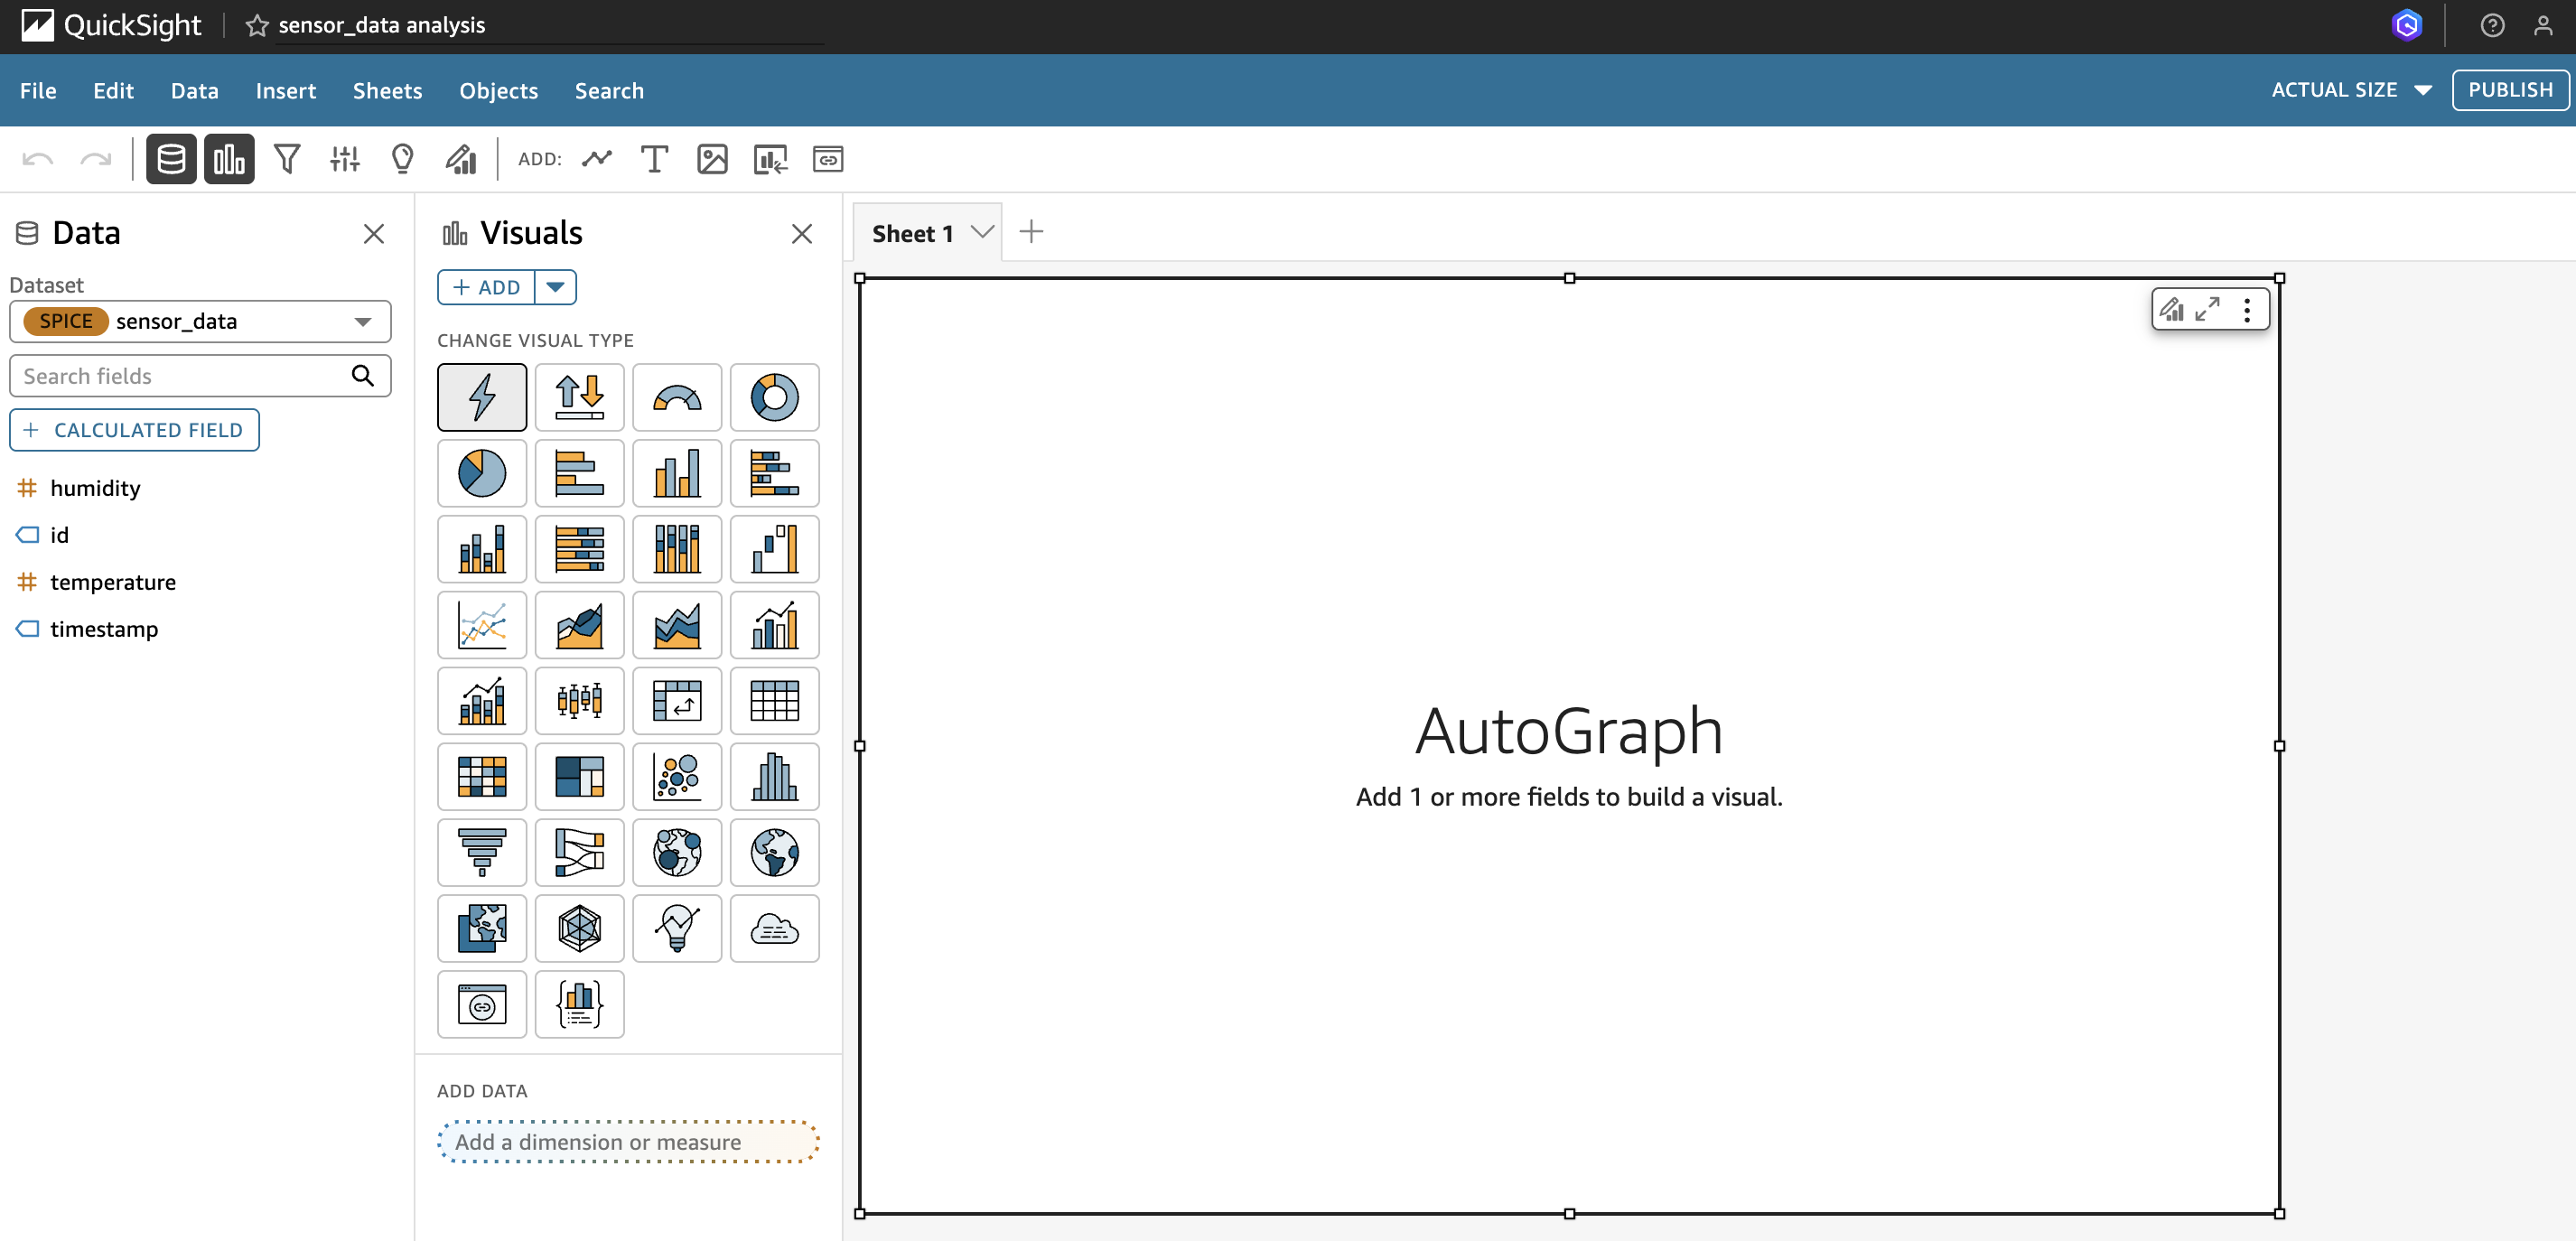 QuickSight
sensor_data analysis
File Edit Data Insert Sheets Objects Search
ACTUAL SIZE
PUBLISH
ADD:
Data
Dataset
SPICE sensor_data
Search fields
+ CALCULATED FIELD
# humidity
id
# temperature
timestamp
Visuals
+ ADD
CHANGE VISUAL TYPE
ADD DATA
Add a dimension or measure
Sheet 1
AutoGraph
Add 1 or more fields to build a visual.